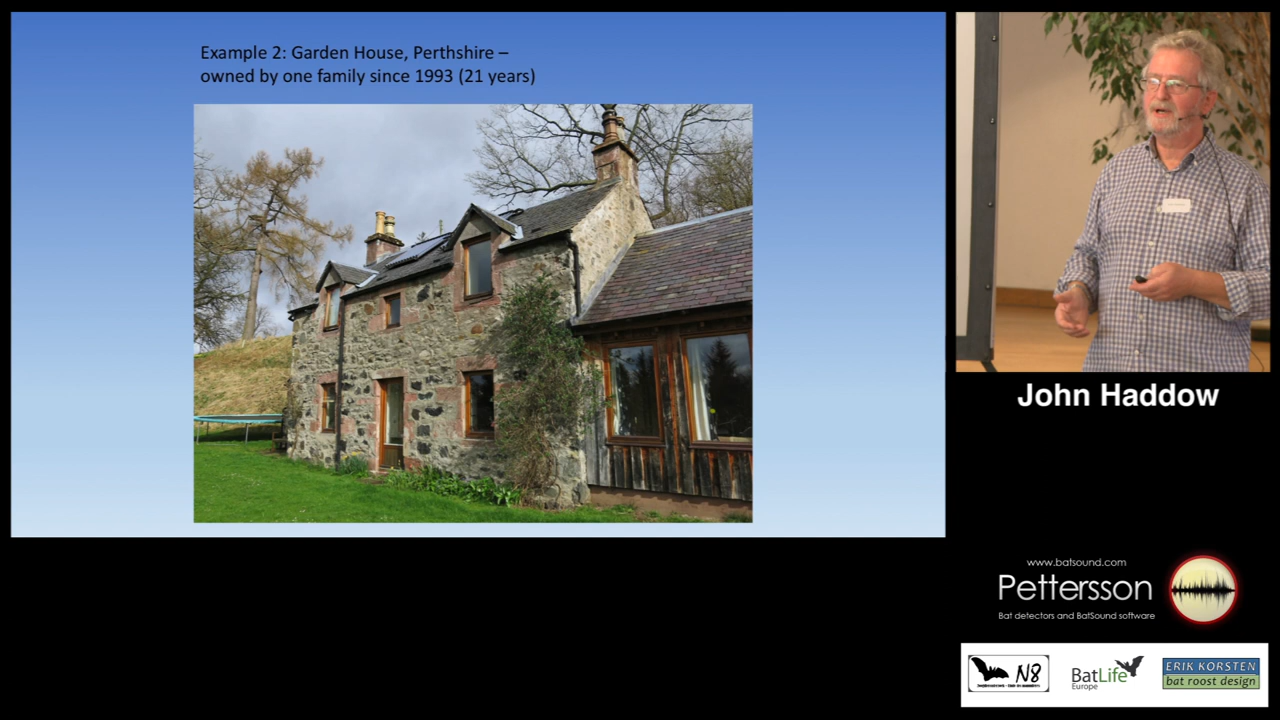 Example 2: Garden House, Perthshire –
owned by one family since 1993 (21 years)
John Haddow
www.batsound.com
Pettersson
Bat detectors and BatSound software
N8
BatLife
Europe
ERIK KORSTEN
bat roost design